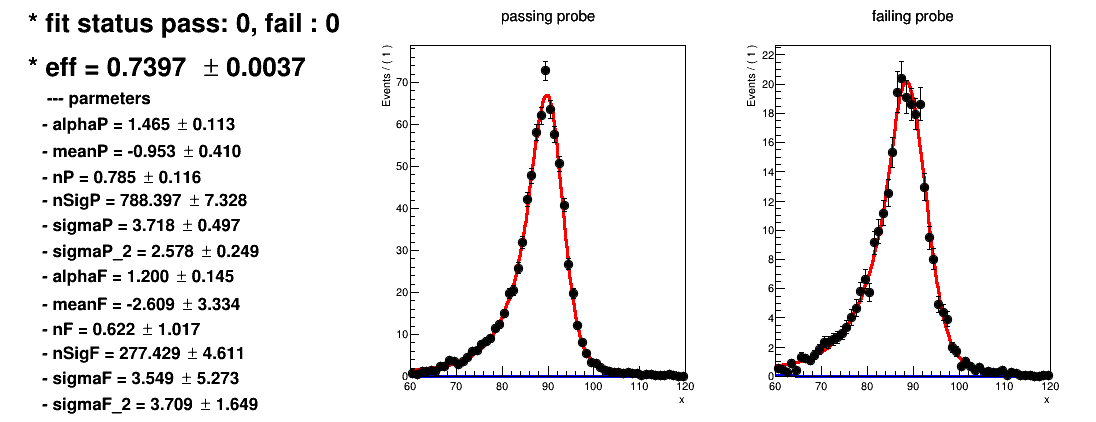 * fit status pass: 0, fail : 0
* eff = 0.7397 ± 0.0037
--- parmeters
- alphaP = 1.465 ± 0.113
- meanP = -0.953 ± 0.410
- nP = 0.785 ± 0.116
- nSigP = 788.397 ± 7.328
- sigmaP = 3.718 ± 0.497
- sigmaP_2 = 2.578 ± 0.249
- alphaF = 1.200 ± 0.145
- meanF = -2.609 ± 3.334
- nF = 0.622 ± 1.017
- nSigF = 277.429 ± 4.611
- sigmaF = 3.549 ± 5.273
- sigmaF_2 = 3.709 ± 1.649
passing probe
Events / ( 1 )
70
60
50
40
30
20
10
0
60 70 80 90 100 110 120
x
failing probe
Events / ( 1 )
22
20
18
16
14
12
10
8
6
4
2
0
60 70 80 90 100 110 120
x